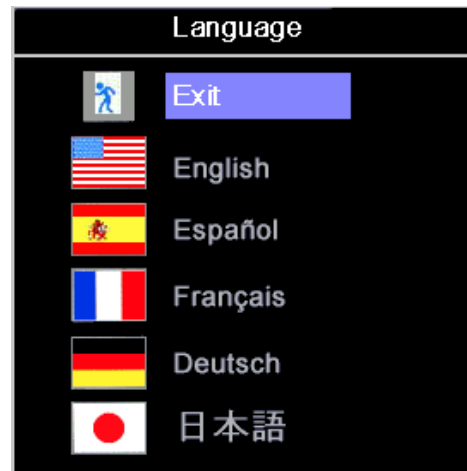 Language
Exit
English
Español
Français
Deutsch
日本語